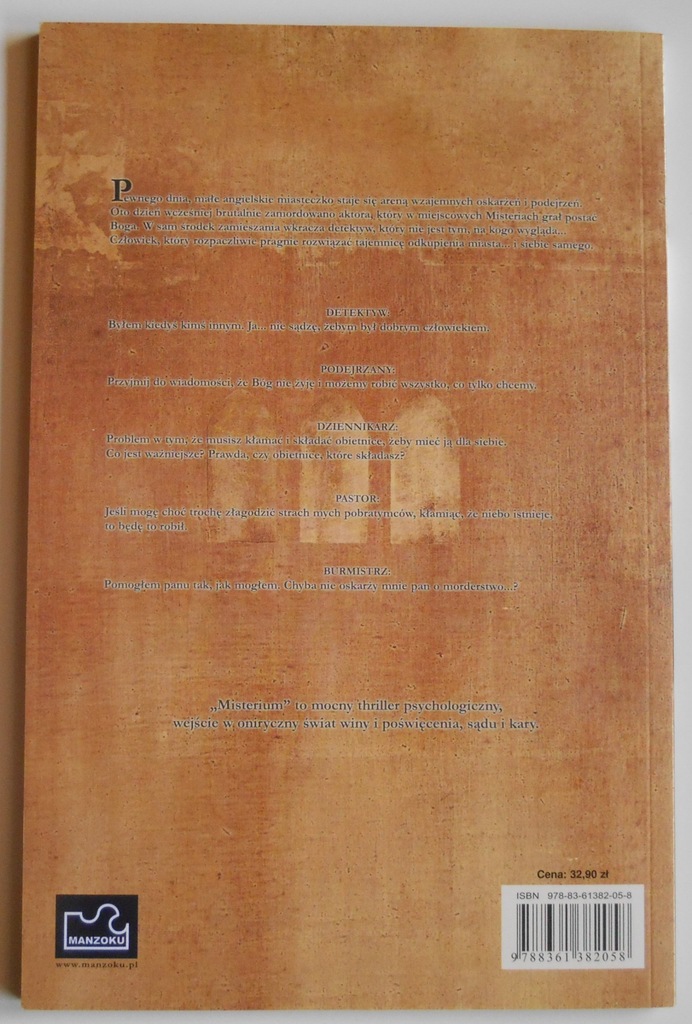 Pewnego dnia, małe angielskie miasteczko staje się areną wzajemnych oskarżeń i podejrzeń.
Oto dzień wcześniej brutalnie zamordowano aktora, który w miejscowych Misteriach grał postać
Boga. W sam środek zamieszania wkracza detektyw, który nie jest tym, na kogo wygląda...
Człowiek, który rozpaczliwie pragnie rozwiązać tajemnicę odkupienia miasta... i siebie samego.
DETEKTYW:
Byłem kiedyś kimś innym. Ja... nie sądzę, żebym był dobrym człowiekiem.
PODEJRZANY:
Przyjmij do wiadomości, że Bóg nie żyję i możemy robić wszystko, co tylko chcemy.
DZIENNIKARZ:
Problem w tym, że musisz kłamać i składać obietnice, żeby mieć ją dla siebie.
Co jest ważniejsze? Prawda, czy obietnice, które składasz?
PASTOR:
Jeśli mogę choć trochę złagodzić strach mych pobratymców, kłamiąc, że niebo istnieje,
to będę to robił.
BURMISTRZ:
Pomogłem panu tak, jak mogłem. Chyba nie oskarży mnie pan o morderstwo...?
„Misterium” to mocny thriller psychologiczny,
wejście w oniryczny świat winy i poświęcenia, sądu i kary.
Cena: 32,90 zł
ISBN 978-83-61382-05-8
9 788361 382058
MANZOKU
www.manzoku.pl